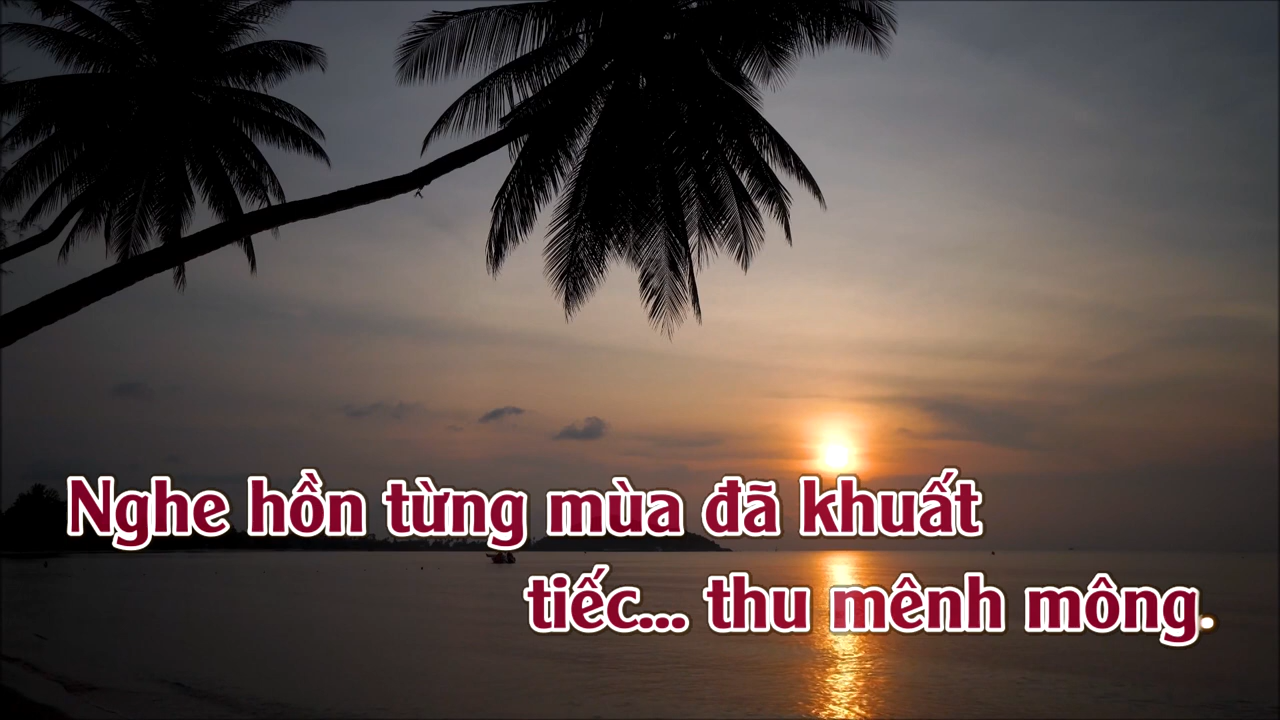 Nghe hồn từng mùa đã khuất
tiếc... thu mênh mông.